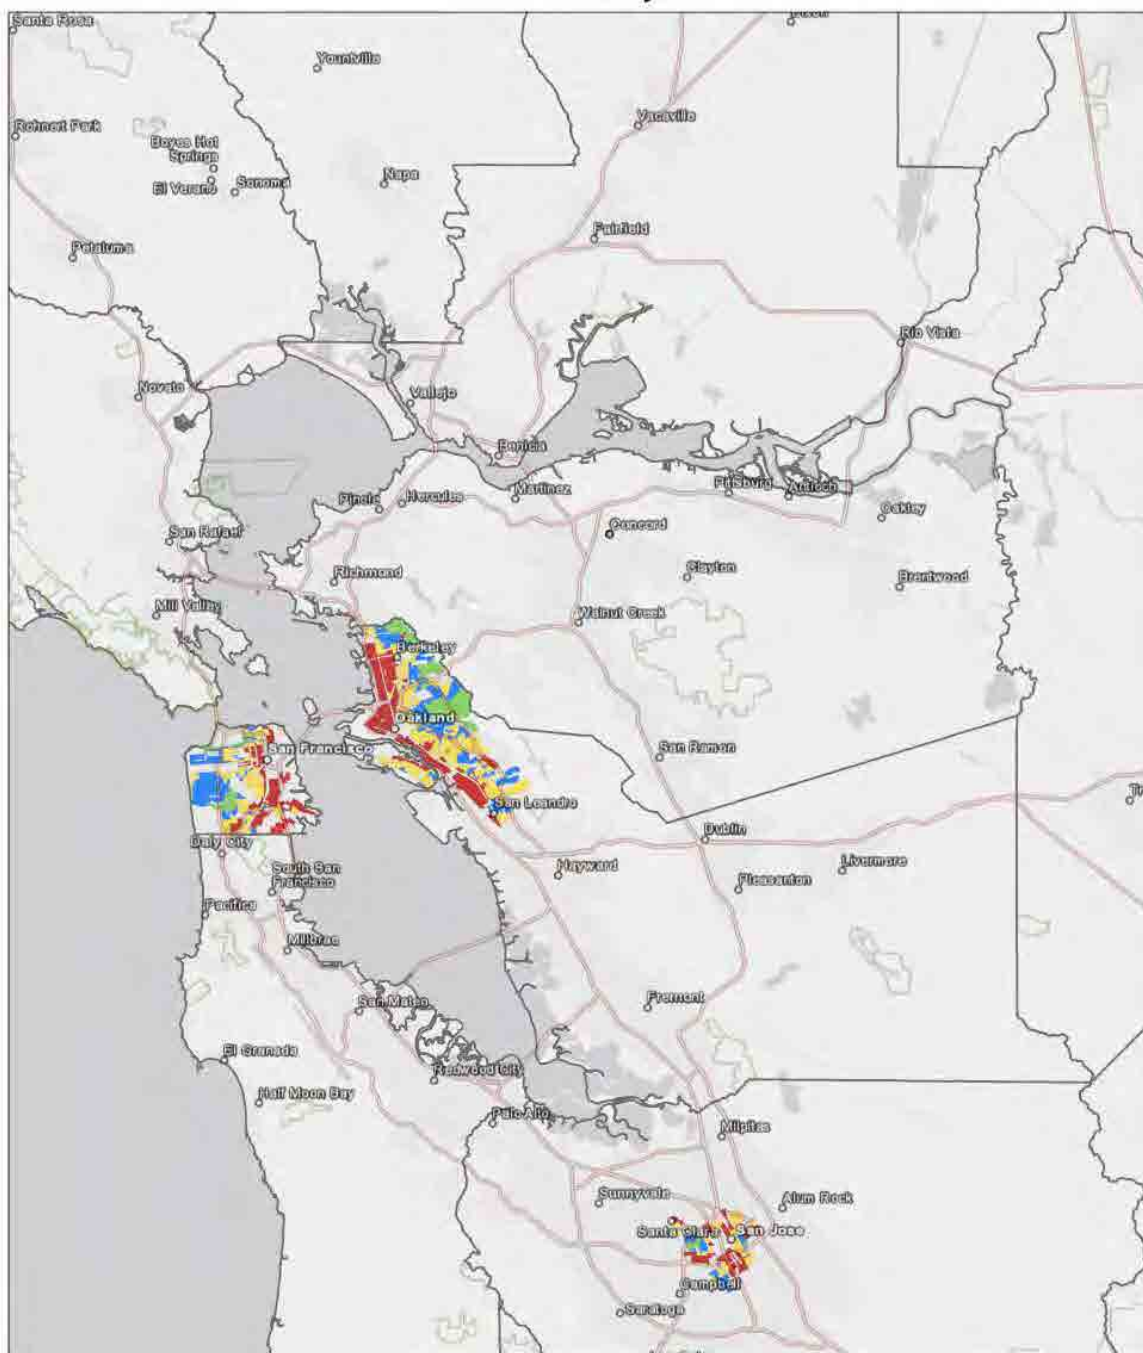 Santa Rosa
Dixon
Yountville
Vacaville
Rohnert Park
Boyes Hot
Springs
El Verano
Sonoma
Napa
Petaluma
Fairfield
Rio Vista
Novato
Vallejo
Benicia
Pinole
Hercules
Martinez
Pittsburg
Antioch
Oakley
San Rafael
Concord
Richmond
Clayton
Brentwood
Mill Valley
Walnut Creek
Berkeley
Oakland
San Francisco
San Ramon
San Leandro
Daly City
Dublin
South San
Francisco
Hayward
Livermore
Pleasanton
Pacifica
Millbrae
San Mateo
Fremont
El Granada
Redwood City
Half Moon Bay
Palo Alto
Milpitas
Sunnyvale
Alum Rock
Santa Clara
San Jose
Campbell
Saratoga